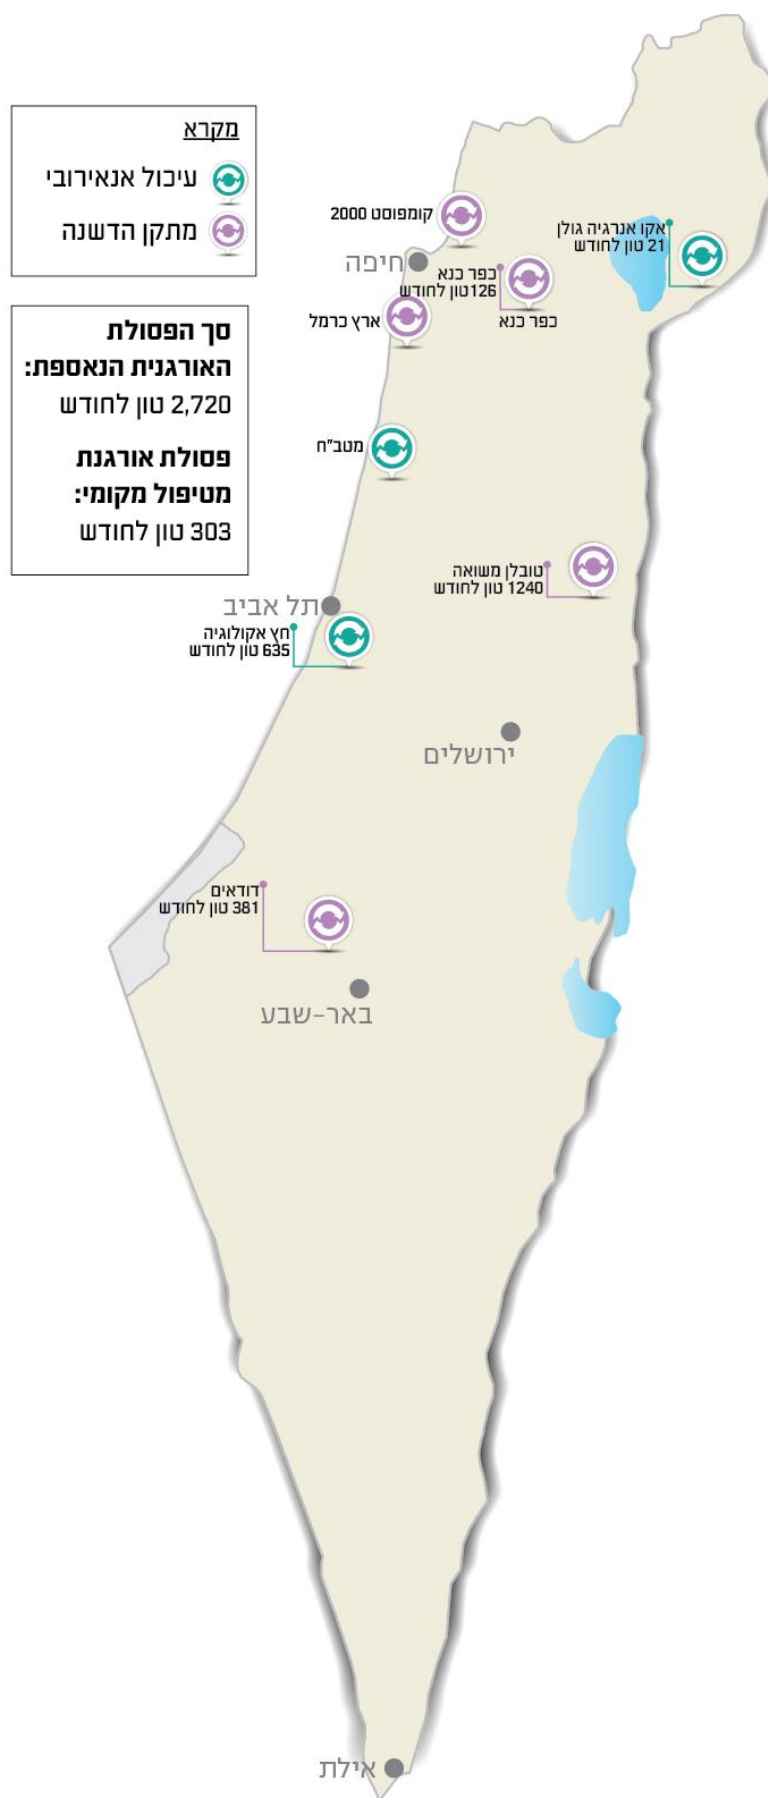 מקרא
עיכול אנאירובי
מתקן הדשנה
סך הפסולת
האורגנית הנאספת:
2,720 טון לחודש
פסולת אורגנת
מטיפול מקומי:
303 טון לחודש
קומפוסט 2000
חיפה
כפר כנא
126טון לחודש
כפר כנא
אקו אנרגיה גולן
21 טון לחודש
ארץ כרמל
מטב"ח
טובלן משואה
1240 טון לחודש
תל אביב
חץ אקולוגיה
635 טון לחודש
ירושלים
דודאים
381 טון לחודש
באר-שבע
אילת